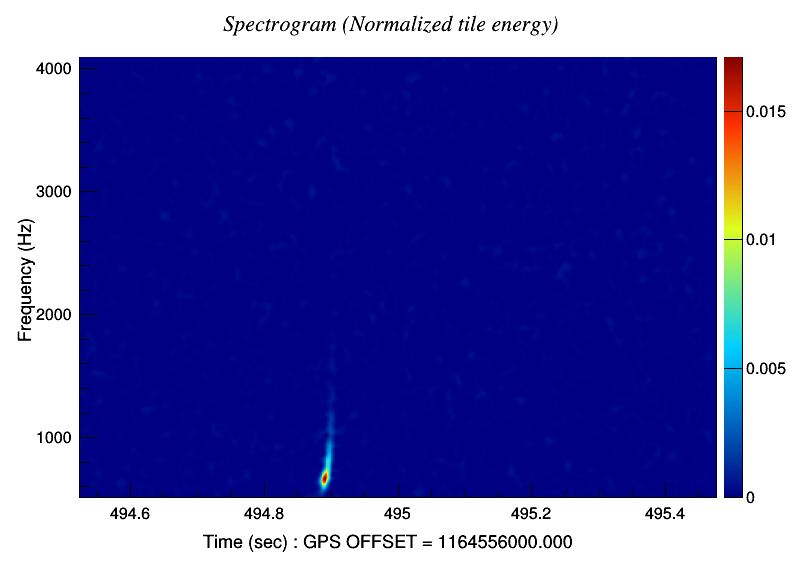 Spectrogram (Normalized tile energy)
4000
3000
2000
1000
Frequency (Hz)
494.6 494.8 495 495.2 495.4
Time (sec) : GPS OFFSET = 1164556000.000
0.015
0.01
0.005
0